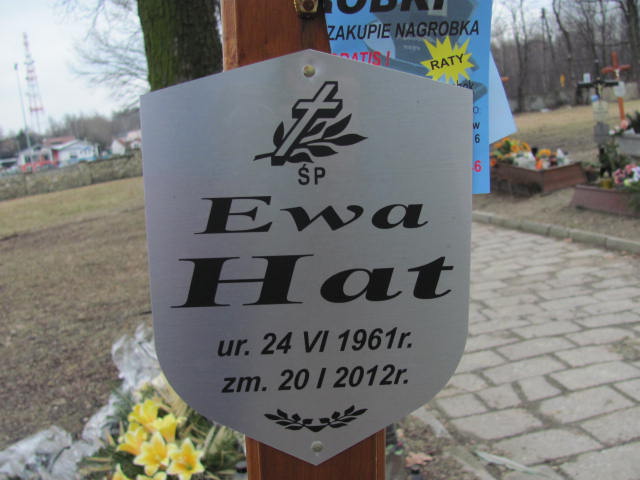 ZAKUPIE NAGROBKA
RATY
ŚP
Ewa
Hat
ur. 24 VI 1961r.
zm. 20 I 2012r.